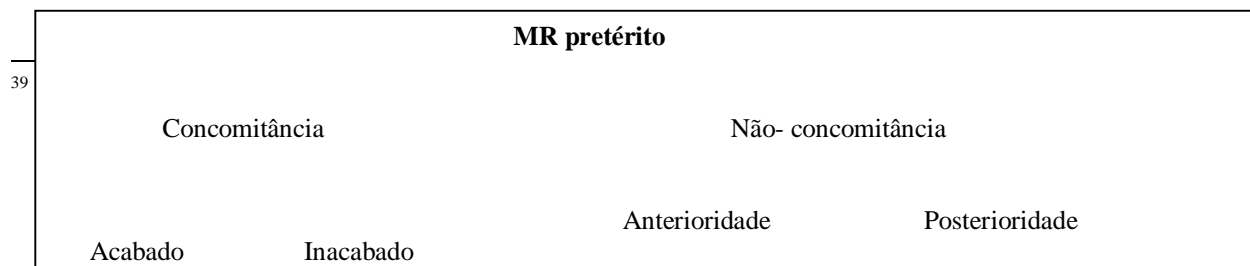 MR pretérito
39
Concomitância Não- concomitância
Anterioridade Posterioridade
Acabado Inacabado